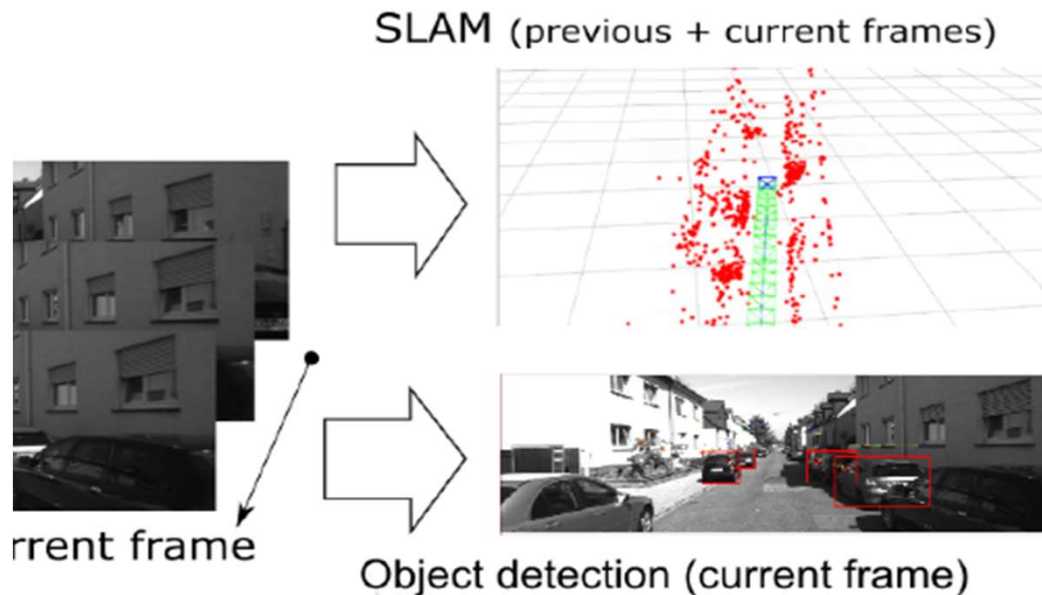 SLAM (previous + current frames)
rrent frame
Object detection (current frame)